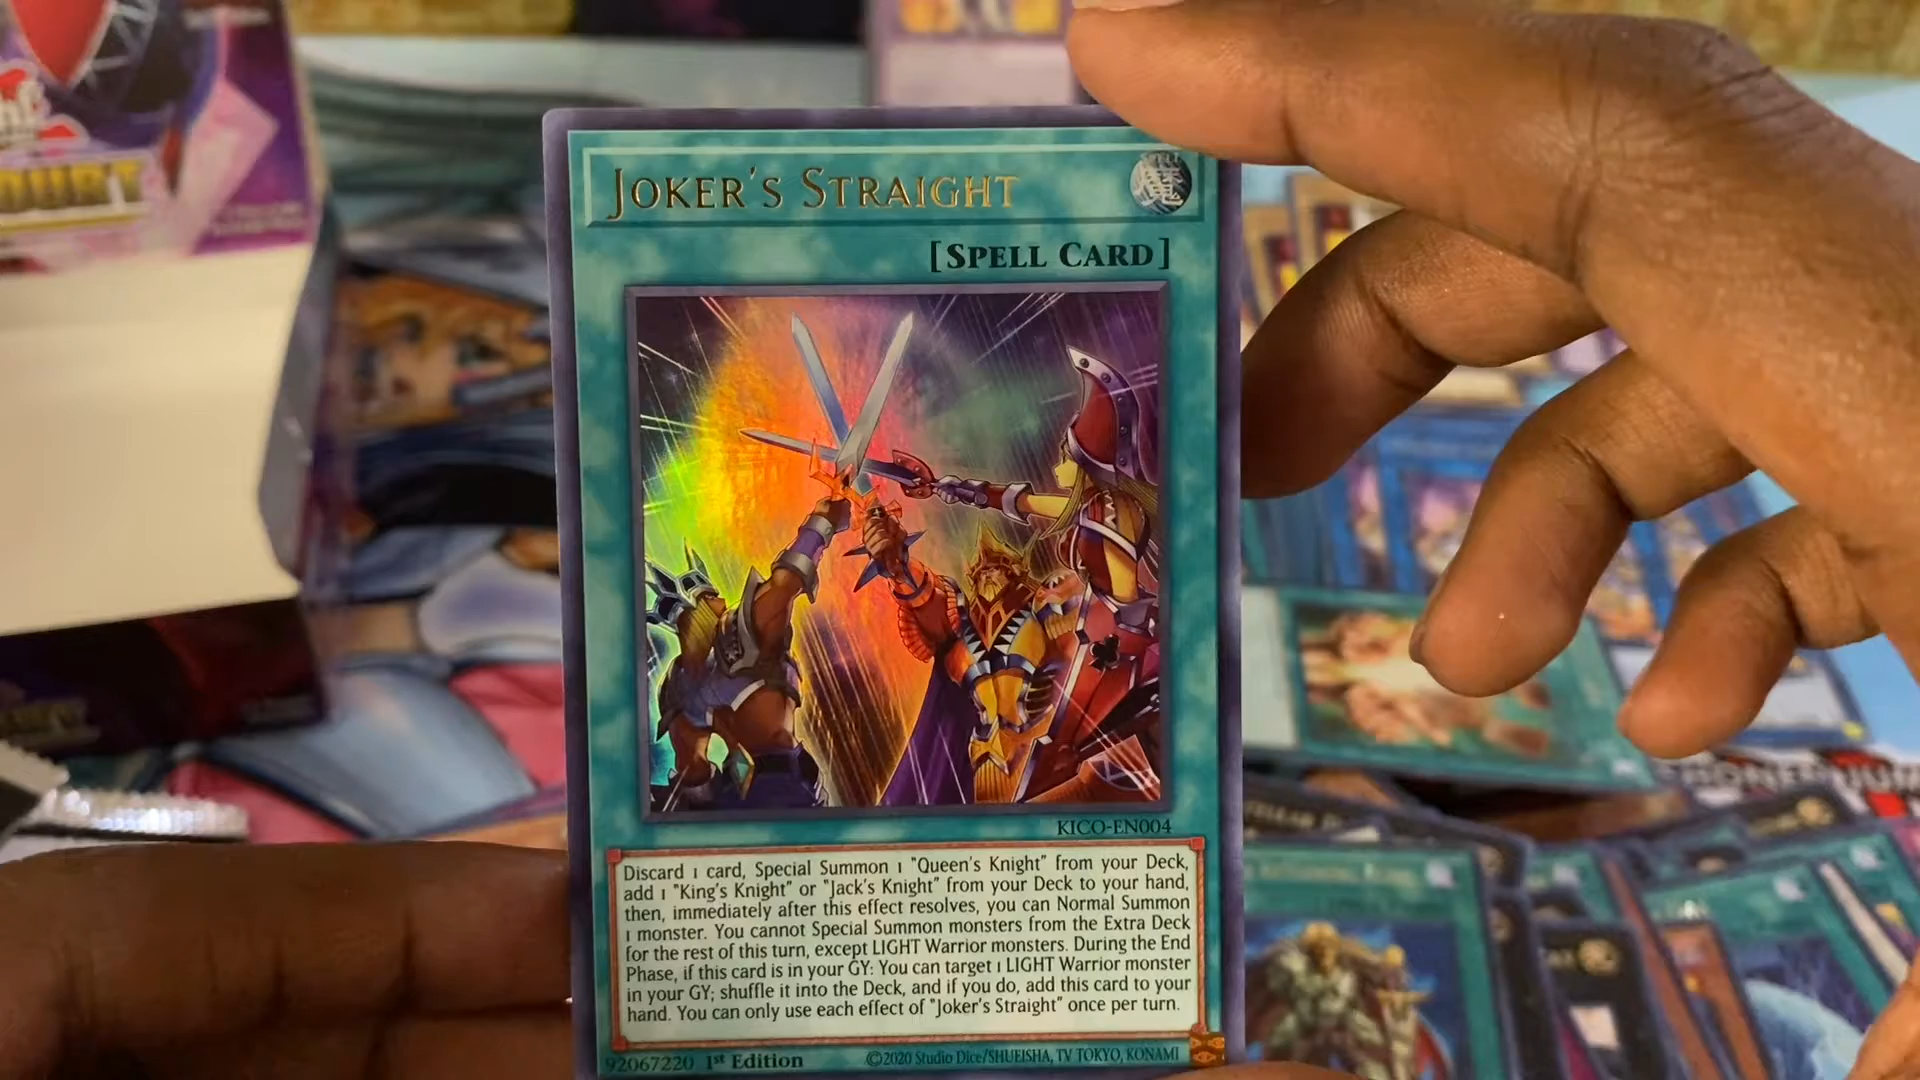 JOKER'S STRAIGHT
[SPELL CARD]
KICO-EN004
Discard 1 card, Special Summon 1 "Queen's Knight" from your Deck,
add 1 "King's Knight" or "Jack's Knight" from your Deck to your hand,
then, immediately after this effect resolves, you can Normal Summon
1 monster. You cannot Special Summon monsters from the Extra Deck
for the rest of this turn, except LIGHT Warrior monsters. During the End
Phase, if this card is in your GY: You can target 1 LIGHT Warrior monster
in your GY; shuffle it into the Deck, and if you do, add this card to your
hand. You can only use each effect of "Joker's Straight" once per turn.
92067220 1st Edition ©2020 Studio Dice/SHUEISHA, TV TOKYO, KONAMI